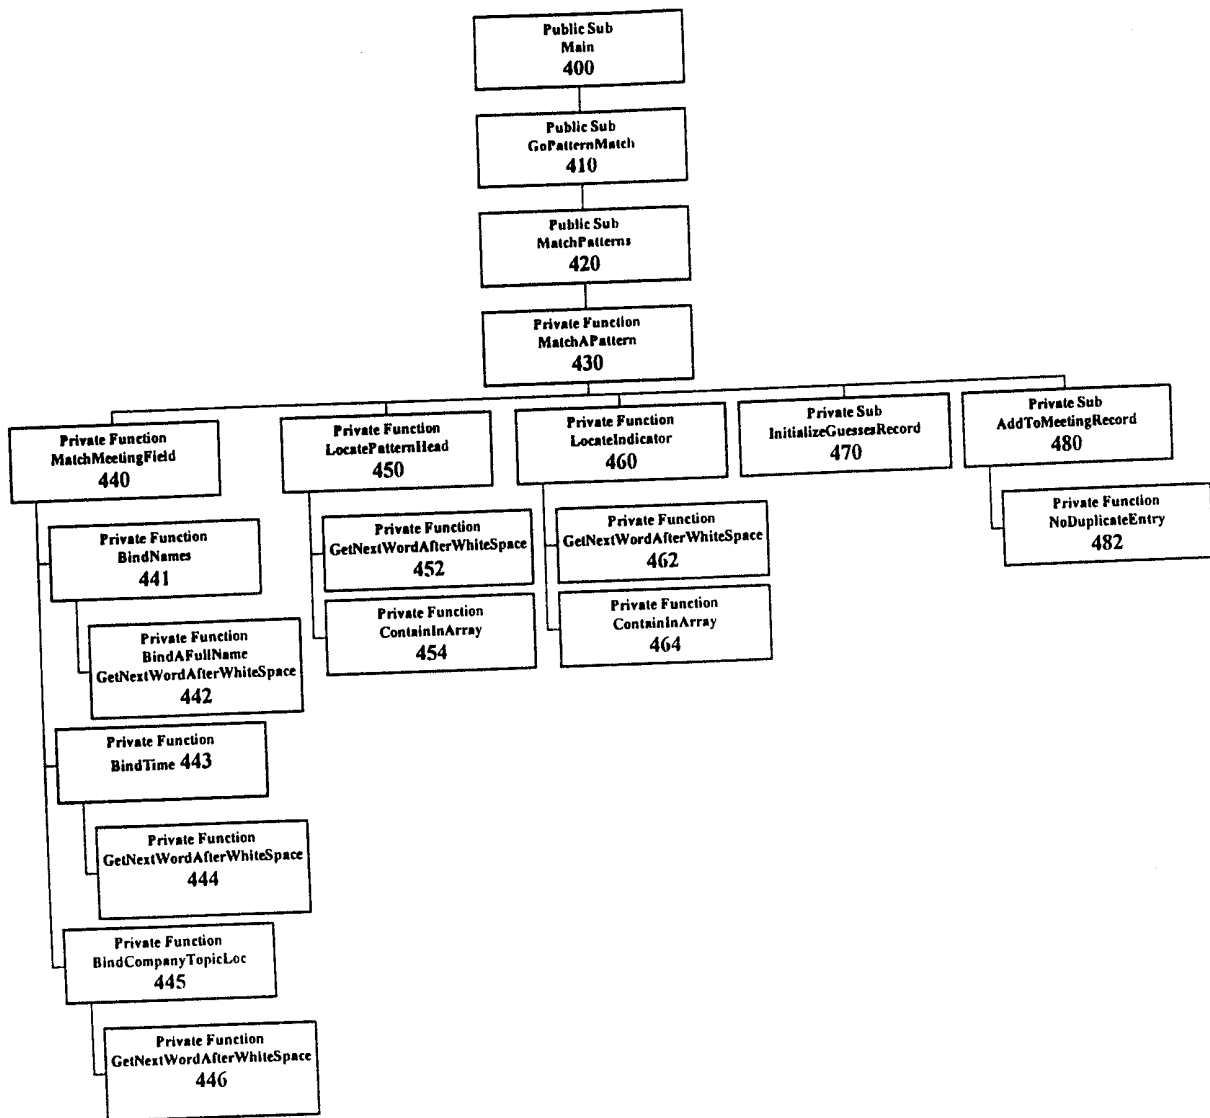 Public Sub
Main
400
Public Sub
GoPatternMatch
410
Public Sub
MatchPatterns
420
Private Function
MatchAPattern
430
Private Function
MatchMeetingField
440
Private Function
LocatePatternHead
450
Private Function
LocateIndicator
460
Private Sub
InitializeGuessesRecord
470
Private Sub
AddToMeetingRecord
480
Private Function
BindNames
441
Private Function
GetNextWordAfterWhiteSpace
452
Private Function
GetNextWordAfterWhiteSpace
462
Private Function
NoDuplicateEntry
482
Private Function
BindAFullName
GetNextWordAfterWhiteSpace
442
Private Function
ContainInArray
454
Private Function
ContainInArray
464
Private Function
BindTime 443
Private Function
GetNextWordAfterWhiteSpace
444
Private Function
BindCompanyTopicLoc
445
Private Function
GetNextWordAfterWhiteSpace
446